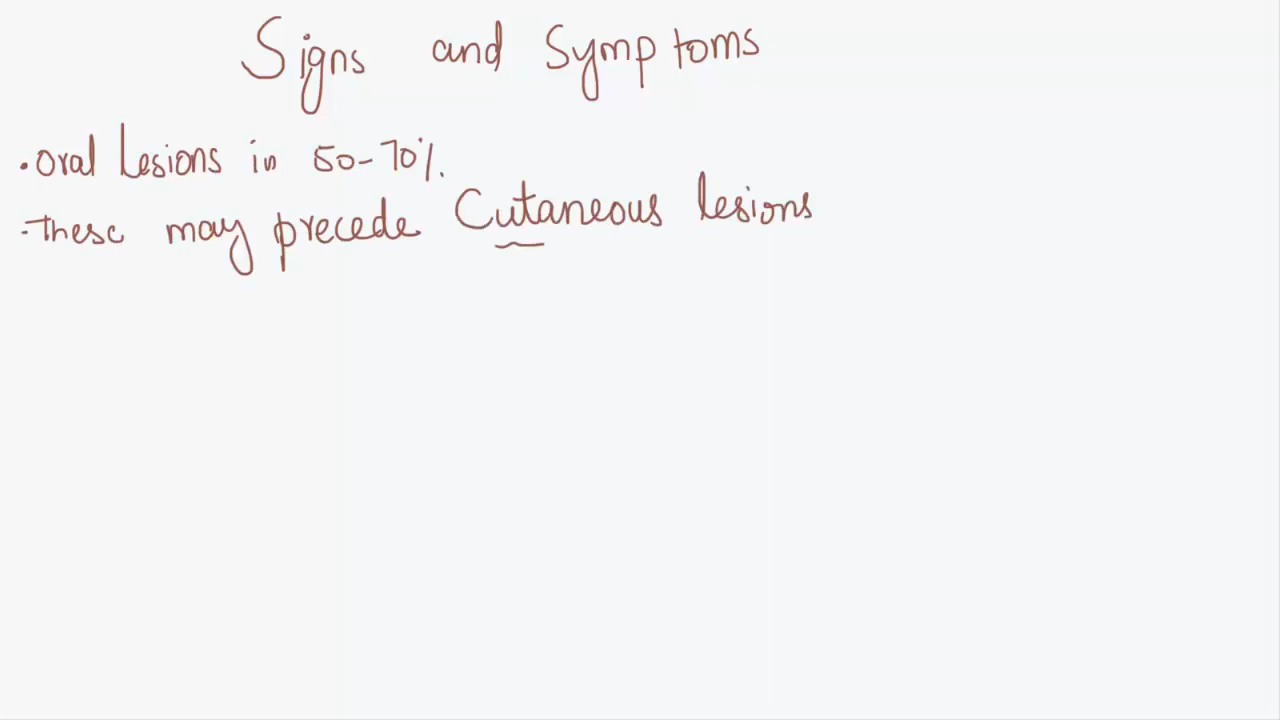 Signs and Symptoms
• oral lesions in 50-70%.
• These may precede Cutaneous lesions